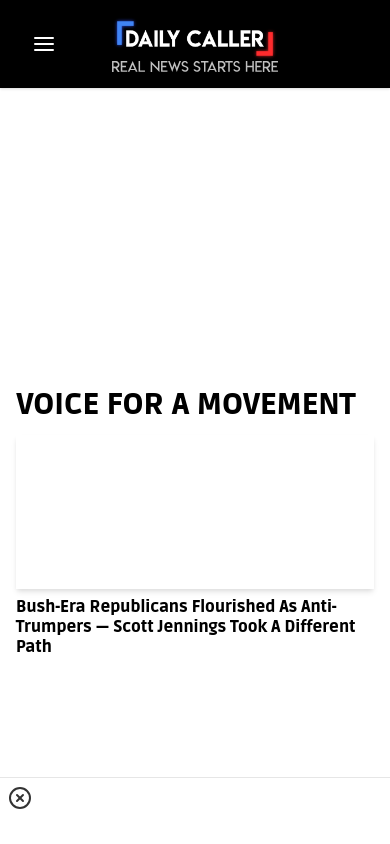 DAILY CALLER
REAL NEWS STARTS HERE
VOICE FOR A MOVEMENT
Bush-Era Republicans Flourished As Anti-
Trumpers — Scott Jennings Took A Different
Path